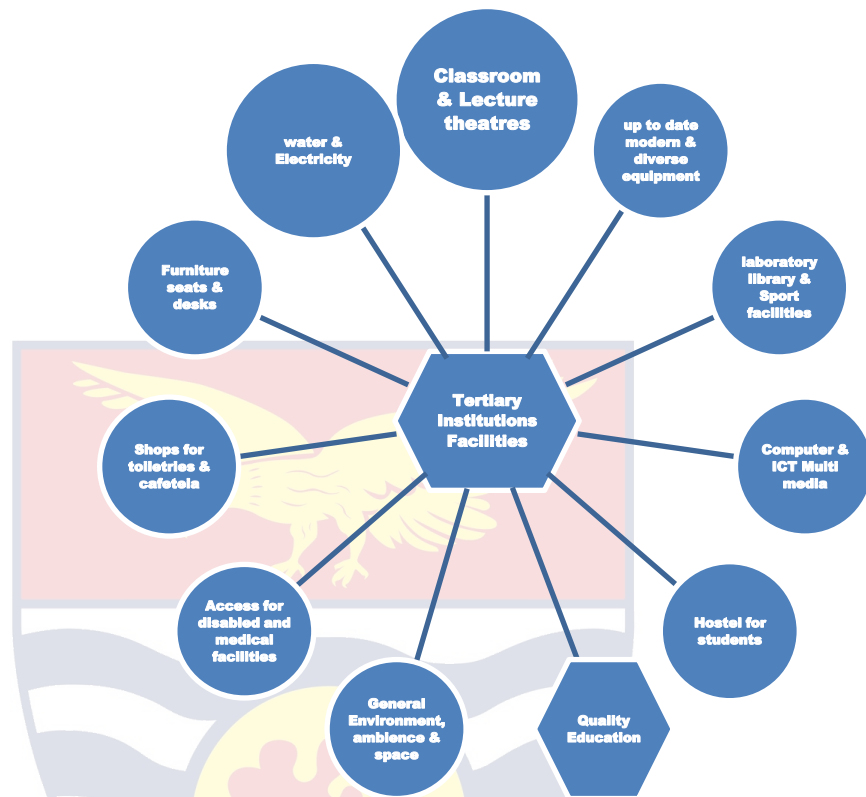 Classroom
& Lecture
theatres
up to date
modern &
diverse
equipment
laboratory
library &
Sport
facilities
Computer &
ICT Multi
media
Hostel for
students
Quality
Education
General
Environment,
ambience &
space
Access for
disabled and
medical
facilities
Shops for
toiletries &
cafeteia
Furniture
seats &
desks
water &
Electricity
Tertiary
Institutions
Facilities